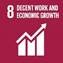 8 DECENT WORK AND
ECONOMIC GROWTH